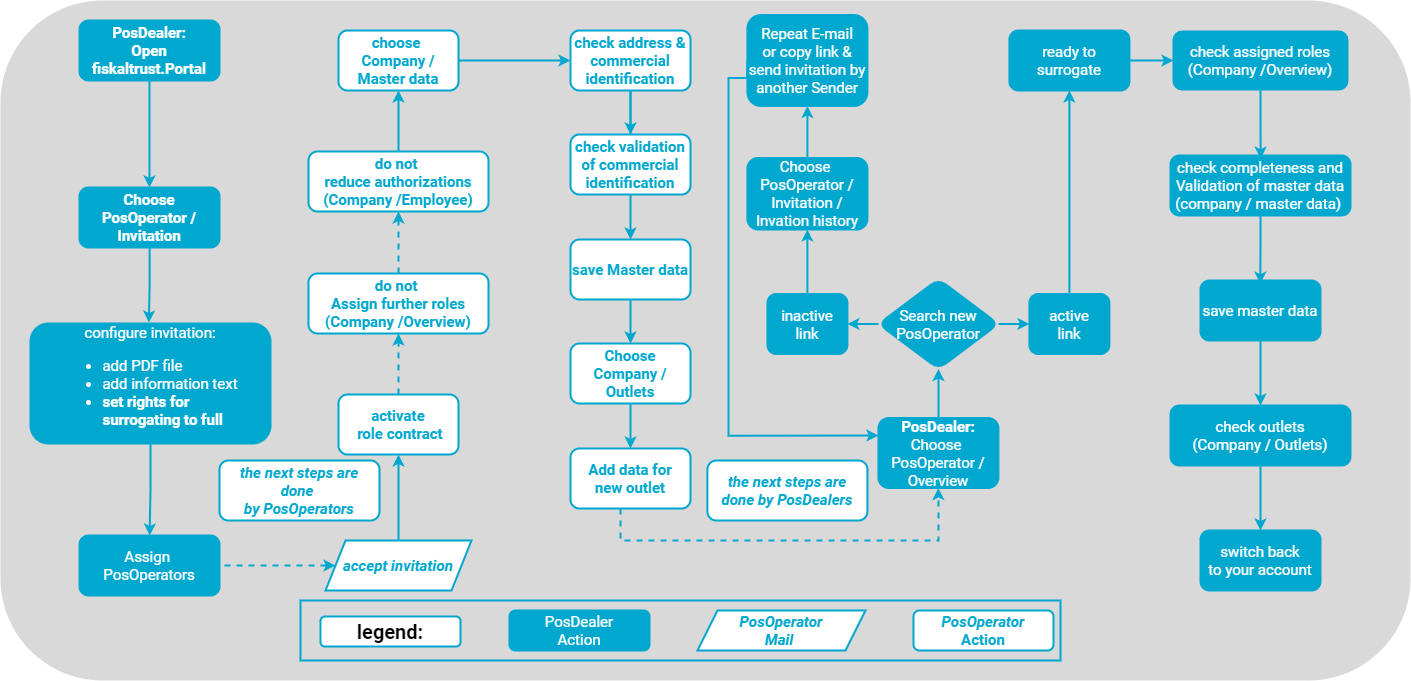 PosDealer:
Open
fiskaltrust.Portal
Choose
PosOperator /
Invitation
configure invitation:
• add PDF file
• add information text
• set rights for
surrogating to full
Assign
PosOperators
the next steps are
done
by PosOperators
accept invitation
activate
role contract
do not
Assign further roles
(Company /Overview)
do not
reduce authorizations
(Company /Employee)
choose
Company /
Master data
check address &
commercial
identification
check validation
of commercial
identification
save Master data
Choose
Company /
Outlets
Add data for
new outlet
the next steps are
done by PosDealers
PosDealer:
Choose
PosOperator /
Overview
Search new
PosOperator
inactive
link
Choose
PosOperator /
Invitation /
Invation history
Repeat E-mail
or copy link &
send invitation by
another Sender
active
link
ready to
surrogate
check assigned roles
(Company /Overview)
check completeness and
Validation of master data
(company / master data)
save master data
check outlets
(Company / Outlets)
switch back
to your account
legend:
PosDealer
Action
PosOperator
Mail
PosOperator
Action